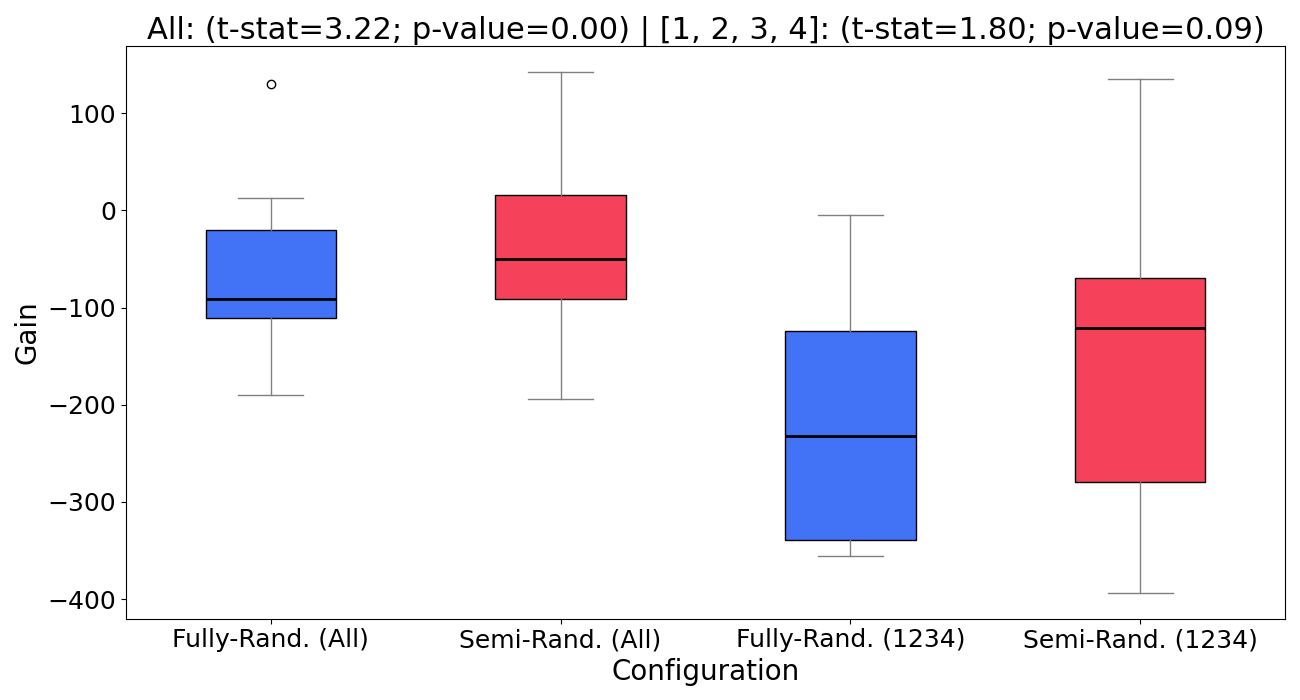 All: (t-stat=3.22; p-value=0.00) | [1, 2, 3, 4]: (t-stat=1.80; p-value=0.09)
Gain
100
0
−100
−200
−300
−400
Fully-Rand. (All) Semi-Rand. (All) Fully-Rand. (1234) Semi-Rand. (1234)
Configuration